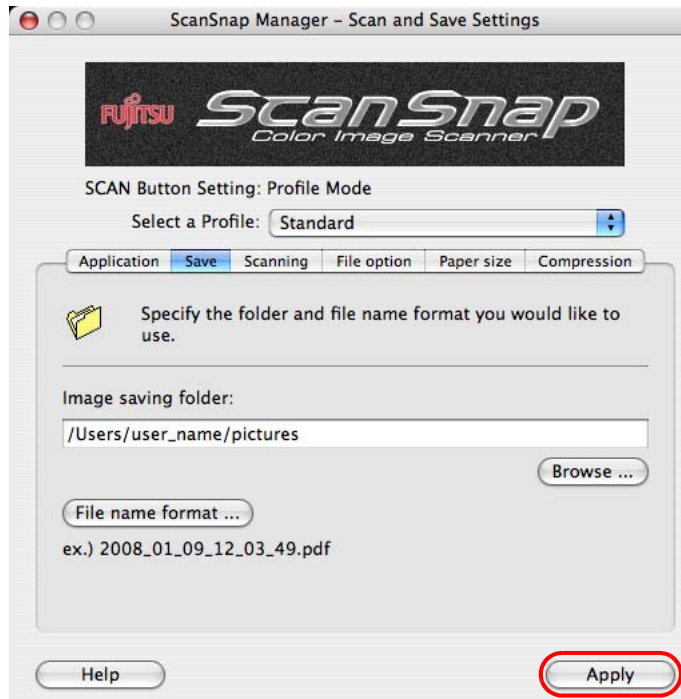 ScanSnap Manager – Scan and Save Settings
FUJITSU ScanSnap
Color Image Scanner
SCAN Button Setting: Profile Mode
Select a Profile: Standard
Application Save Scanning File option Paper size Compression
Specify the folder and file name format you would like to
use.
Image saving folder:
/Users/user_name/pictures
Browse ...
File name format ...
ex.) 2008_01_09_12_03_49.pdf
Help Apply